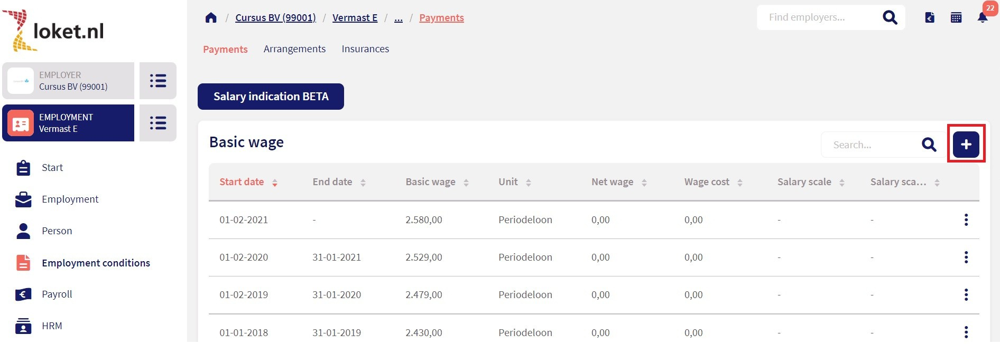 loket.nl
EMPLOYER
Cursus BV (99001)
EMPLOYMENT
Vermast E
Start
Employment
Person
Employment conditions
Payroll
HRM
/ Cursus BV (99001) / Vermast E / ... / Payments
Find employers...
22
Payments Arrangements Insurances
Salary indication BETA
Basic wage
Search...
+
Start date End date Basic wage Unit Net wage Wage cost Salary scale Salary sca...
01-02-2021 - 2.580,00 Periodeloon 0,00 0,00 - -
01-02-2020 31-01-2021 2.529,00 Periodeloon 0,00 0,00 - -
01-02-2019 31-01-2020 2.479,00 Periodeloon 0,00 0,00 - -
01-01-2018 31-01-2019 2.430,00 Periodeloon 0,00 0,00 - -